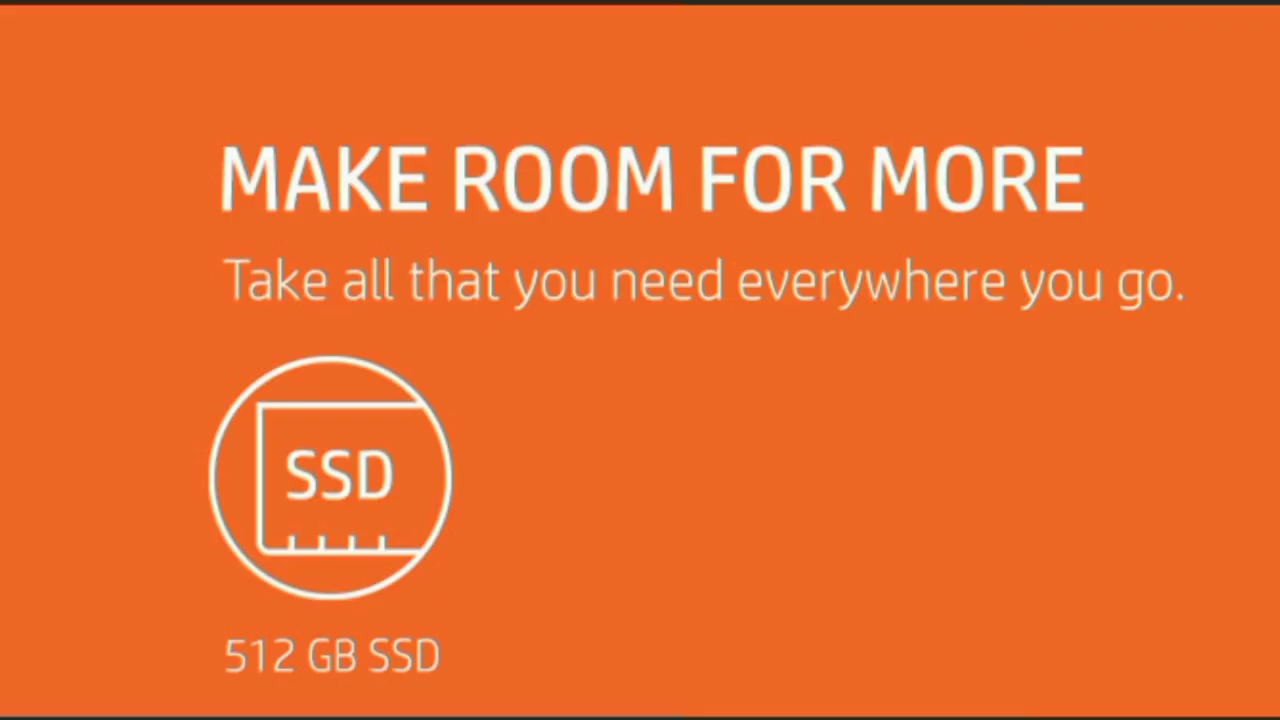 MAKE ROOM FOR MORE
Take all that you need everywhere you go.
SSD
512 GB SSD